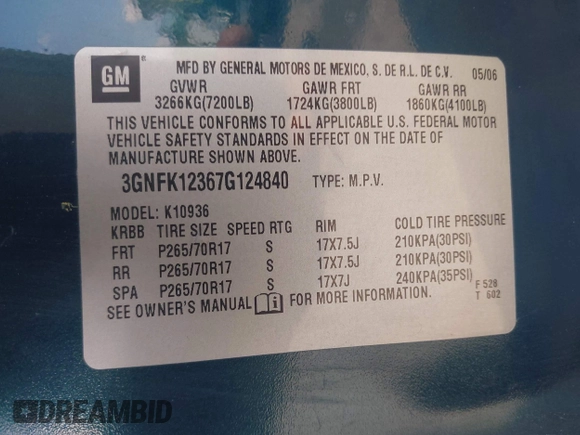 GM
MFD BY GENERAL MOTORS DE MEXICO, S. DE R.L. DE C.V. 05/06
GVWR GAWR FRT GAWR RR
3266KG(7200LB) 1724KG(3800LB) 1860KG(4100LB)
THIS VEHICLE CONFORMS TO ALL APPLICABLE U.S. FEDERAL MOTOR
VEHICLE SAFETY STANDARDS IN EFFECT ON THE DATE OF
MANUFACTURE SHOWN ABOVE.
3GNFK12367G124840 TYPE: M.P.V.
MODEL: K10936
KRBB TIRE SIZE SPEED RTG RIM COLD TIRE PRESSURE
FRT P265/70R17 S 17X7.5J 210KPA(30PSI)
RR P265/70R17 S 17X7.5J 210KPA(30PSI)
SPA P265/70R17 S 17X7J 240KPA(35PSI)
SEE OWNER'S MANUAL FOR MORE INFORMATION.
F 528
T 602
DREAMBID